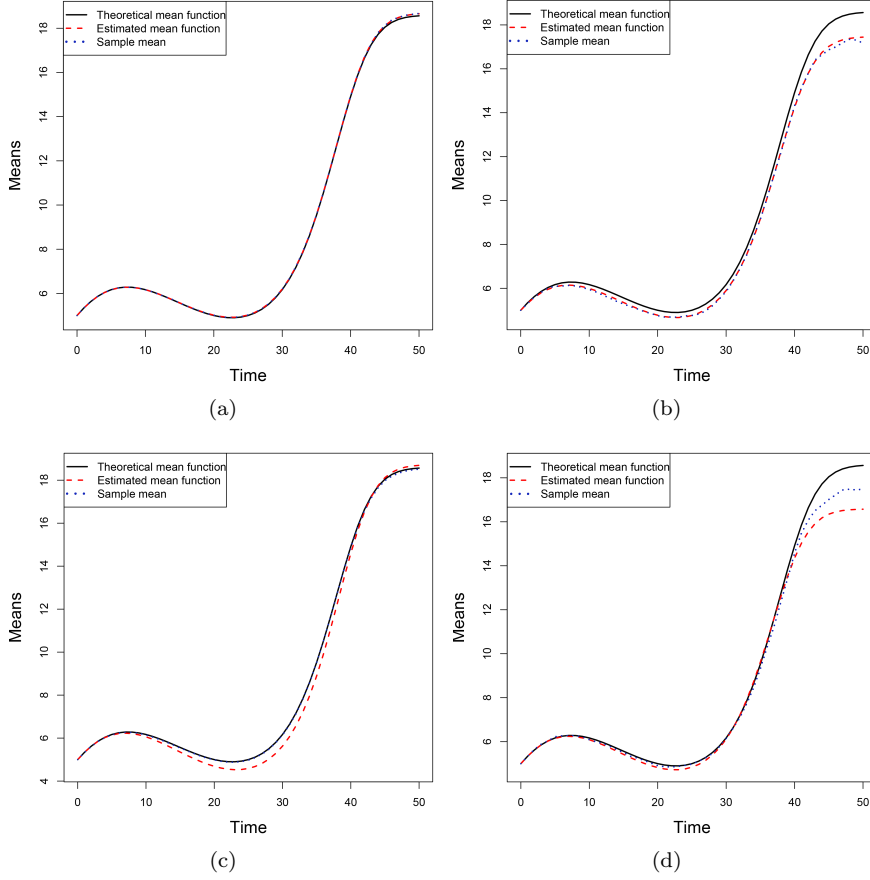 Theoretical mean function
Estimated mean function
Sample mean
Means
18
16
14
12
10
8
6
0 10 20 30 40 50
Time
(a)
Theoretical mean function
Estimated mean function
Sample mean
Means
18
16
14
12
10
8
6
0 10 20 30 40 50
Time
(b)
Theoretical mean function
Estimated mean function
Sample mean
Means
18
16
14
12
10
8
6
4
0 10 20 30 40 50
Time
(c)
Theoretical mean function
Estimated mean function
Sample mean
Means
18
16
14
12
10
8
6
0 10 20 30 40 50
Time
(d)